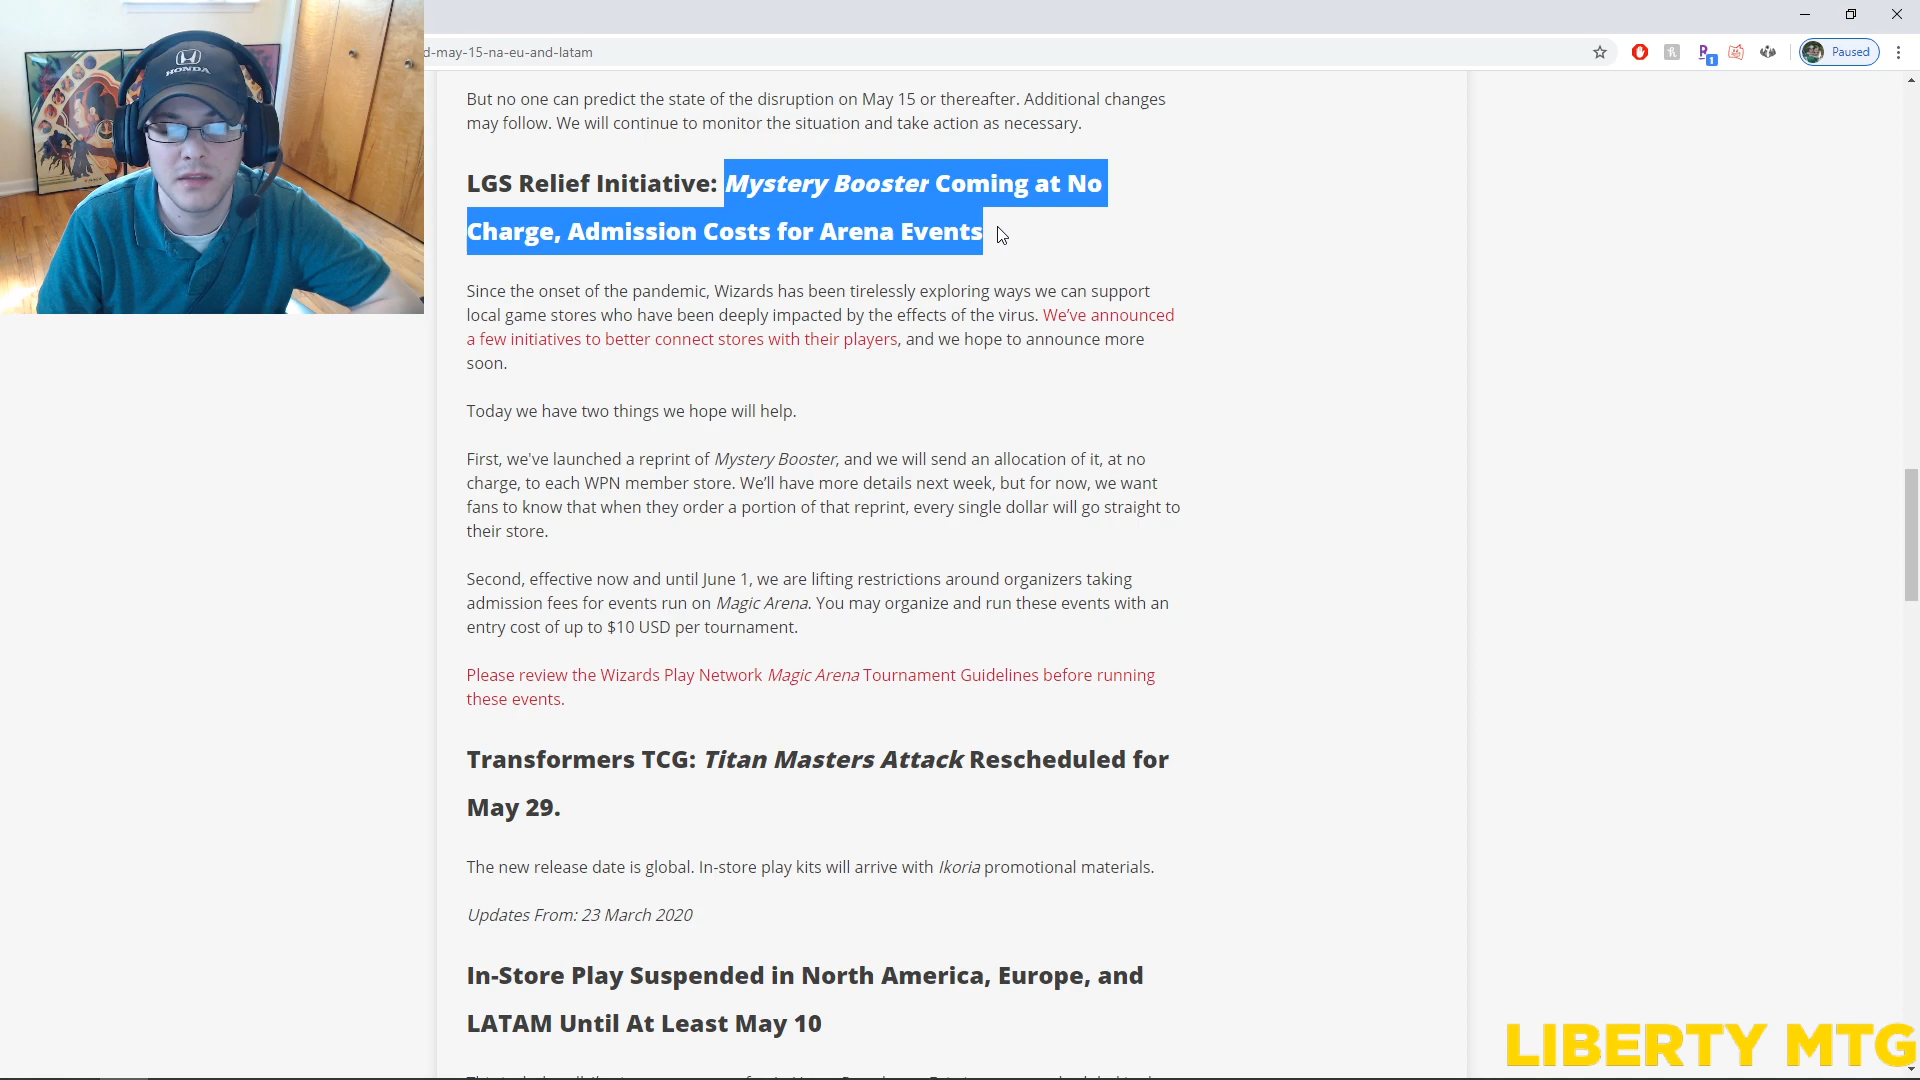 HONDA
d-may-15-na-eu-and-latam
1
Paused
But no one can predict the state of the disruption on May 15 or thereafter. Additional changes
may follow. We will continue to monitor the situation and take action as necessary.
LGS Relief Initiative: Mystery Booster Coming at No
Charge, Admission Costs for Arena Events
Since the onset of the pandemic, Wizards has been tirelessly exploring ways we can support
local game stores who have been deeply impacted by the effects of the virus. We’ve announced
a few initiatives to better connect stores with their players, and we hope to announce more
soon.
Today we have two things we hope will help.
First, we've launched a reprint of Mystery Booster, and we will send an allocation of it, at no
charge, to each WPN member store. We’ll have more details next week, but for now, we want
fans to know that when they order a portion of that reprint, every single dollar will go straight to
their store.
Second, effective now and until June 1, we are lifting restrictions around organizers taking
admission fees for events run on Magic Arena. You may organize and run these events with an
entry cost of up to $10 USD per tournament.
Please review the Wizards Play Network Magic Arena Tournament Guidelines before running
these events.
Transformers TCG: Titan Masters Attack Rescheduled for
May 29.
The new release date is global. In-store play kits will arrive with Ikoria promotional materials.
Updates From: 23 March 2020
In-Store Play Suspended in North America, Europe, and
LATAM Until At Least May 10
LIBERTY MTG